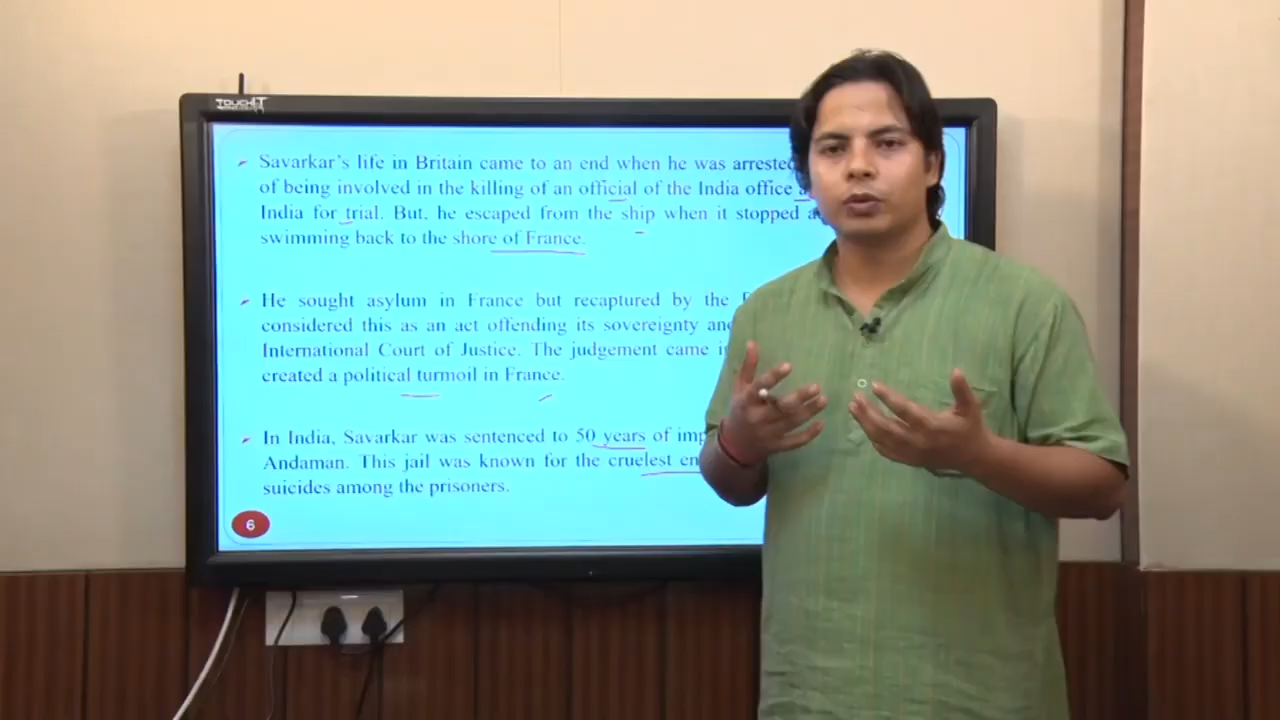 TOUCHIT
Savarkar's life in Britain came to an end when he was arrested
of being involved in the killing of an official of the India office
India for trial. But, he escaped from the ship when it stopped
swimming back to the shore of France.
He sought asylum in France but recaptured by the
considered this as an act offending its sovereignty and
International Court of Justice. The judgement came
created a political turmoil in France.
In India, Savarkar was sentenced to 50 years of
Andaman. This jail was known for the cruelest
suicides among the prisoners.
6